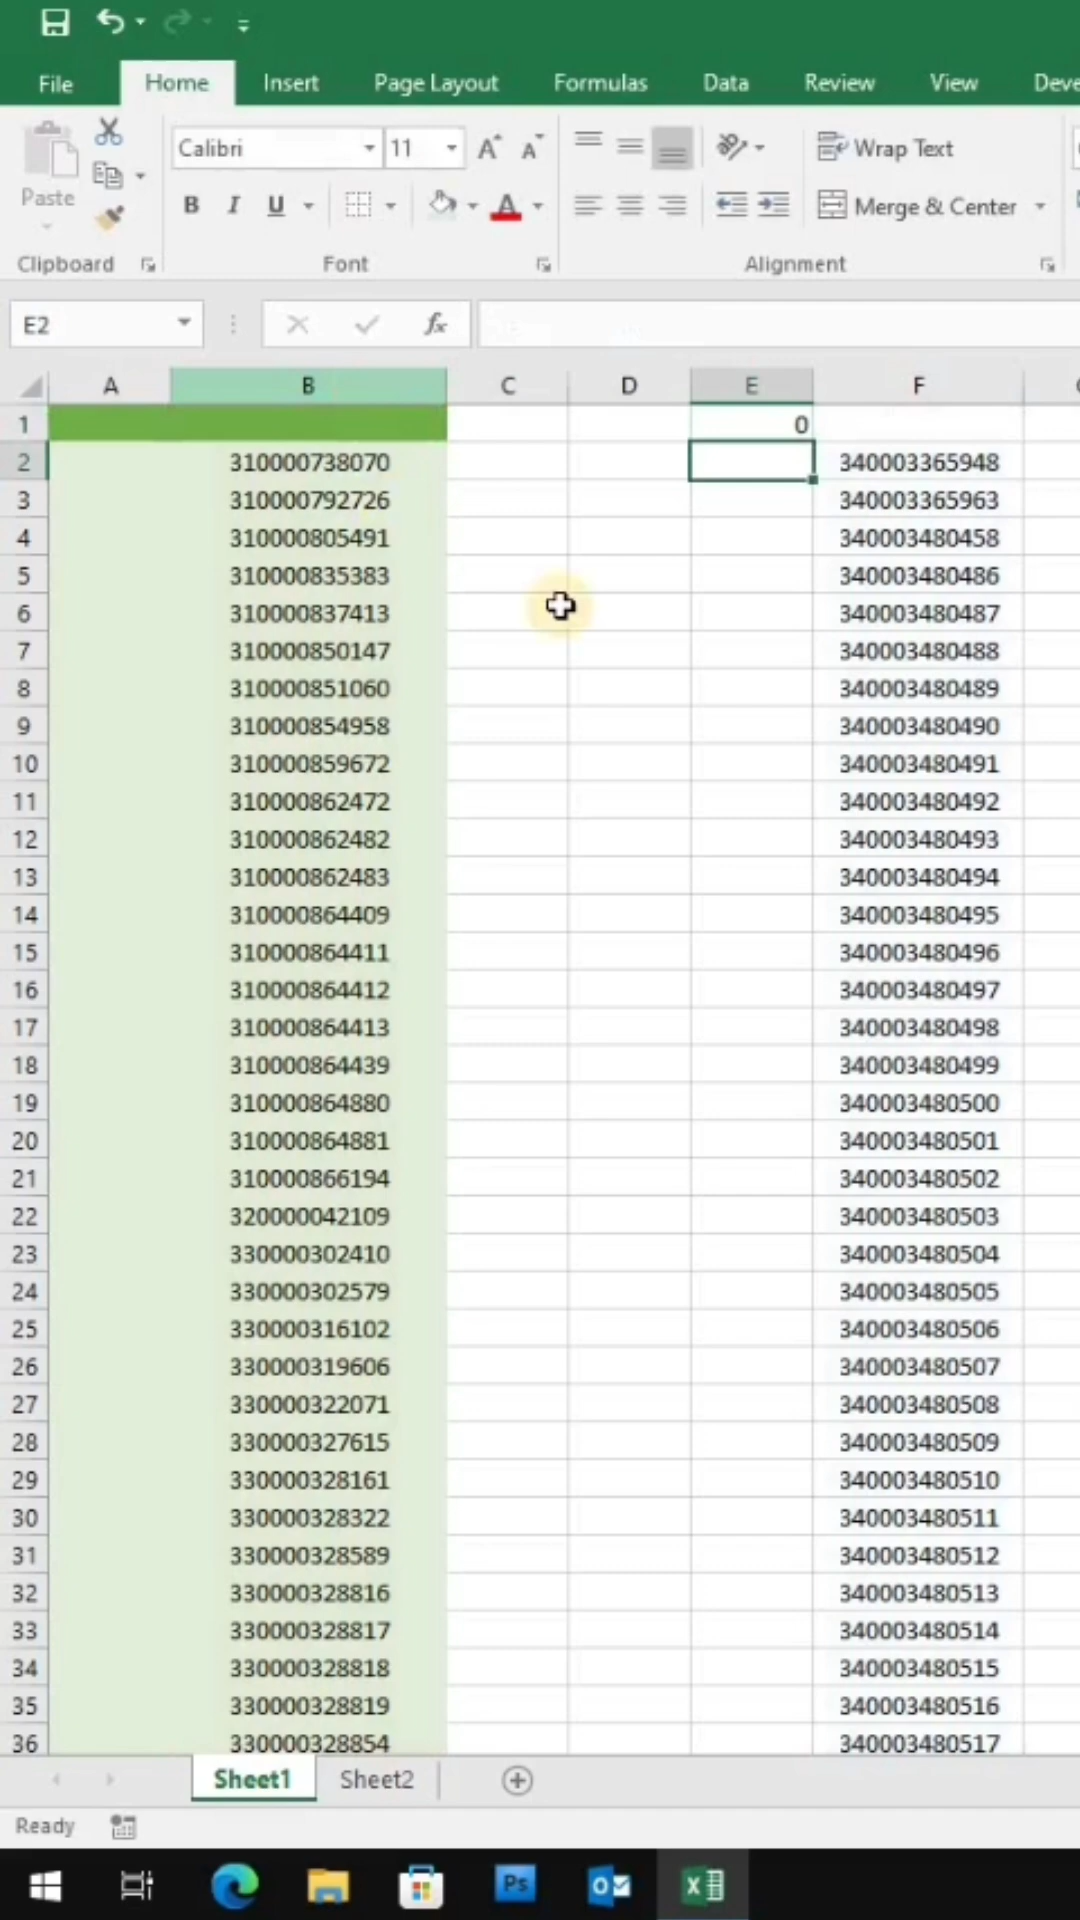 File Home Insert Page Layout Formulas Data Review View Deve
Paste Calibri 11 A A Wrap Text
B I U A Merge & Center
Clipboard Font Alignment
E2 fx
A B C D E F
1 0
2 310000738070 340003365948
3 310000792726 340003365963
4 310000805491 340003480458
5 310000835383 340003480486
6 310000837413 340003480487
7 310000850147 340003480488
8 310000851060 340003480489
9 310000854958 340003480490
10 310000859672 340003480491
11 310000862472 340003480492
12 310000862482 340003480493
13 310000862483 340003480494
14 310000864409 340003480495
15 310000864411 340003480496
16 310000864412 340003480497
17 310000864413 340003480498
18 310000864439 340003480499
19 310000864880 340003480500
20 310000864881 340003480501
21 310000866194 340003480502
22 320000042109 340003480503
23 330000302410 340003480504
24 330000302579 340003480505
25 330000316102 340003480506
26 330000319606 340003480507
27 330000322071 340003480508
28 330000327615 340003480509
29 330000328161 340003480510
30 330000328322 340003480511
31 330000328589 340003480512
32 330000328816 340003480513
33 330000328817 340003480514
34 330000328818 340003480515
35 330000328819 340003480516
36 330000328854 340003480517
Sheet1 Sheet2
Ready
Ps